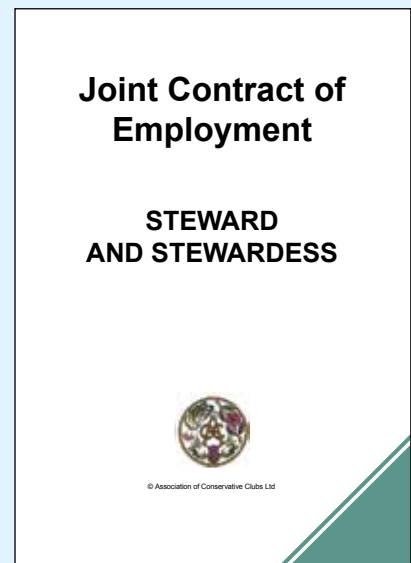 Joint Contract of
Employment
STEWARD
AND STEWARDESS
© Association of Conservative Clubs Ltd